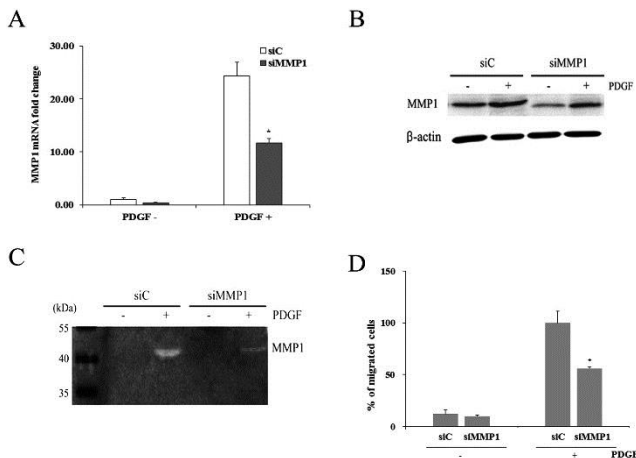 A
30.00
20.00
10.00
0.00
MMP1 mRNA fold change
siC
siMMP1
*
PDGF - PDGF +
B
siC siMMP1
- + - + PDGF
MMP1
β-actin
C
siC siMMP1
(kDa) - + - + PDGF
55
40
35
MMP1
D
150
100
50
0
% of migrated cells
*
siC siMMP1 siC siMMP1
- + PDGF